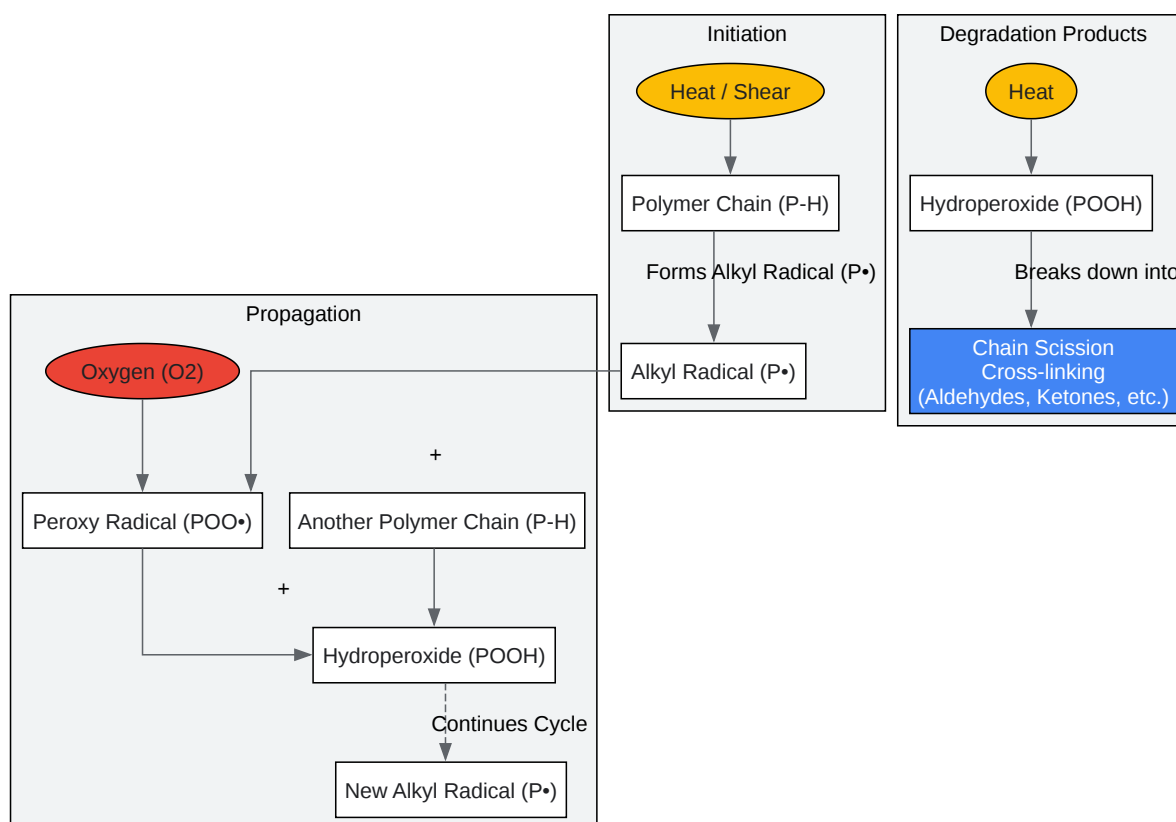 Initiation
Heat / Shear
Polymer Chain (P-H)
Forms Alkyl Radical (P•)
Alkyl Radical (P•)
Degradation Products
Heat
Hydroperoxide (POOH)
Breaks down into
Chain Scission
Cross-linking
(Aldehydes, Ketones, etc.)
Propagation
Oxygen (O2)
+
Peroxy Radical (POO•)
Another Polymer Chain (P-H)
+
Hydroperoxide (POOH)
Continues Cycle
New Alkyl Radical (P•)